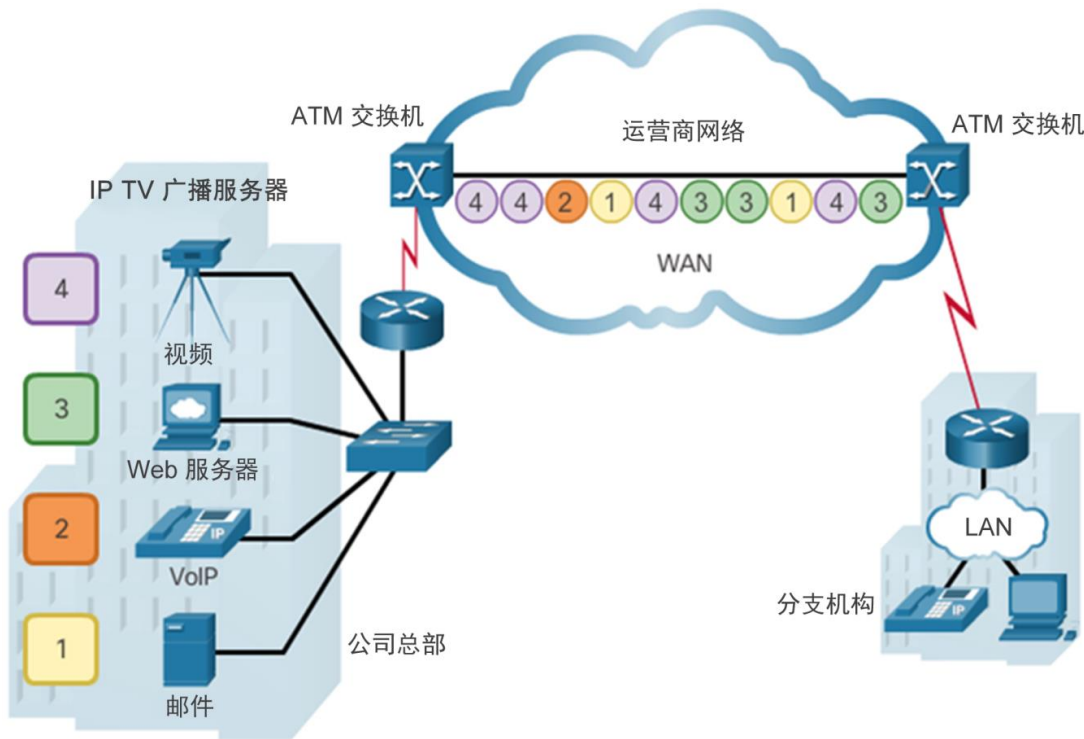 ATM 交换机
运营商网络
ATM 交换机
4 4 2 1 4 3 3 1 4 3
WAN
IP TV 广播服务器
4
视频
3
Web 服务器
2
IP
VoIP
1
邮件
公司总部
LAN
IP
分支机构